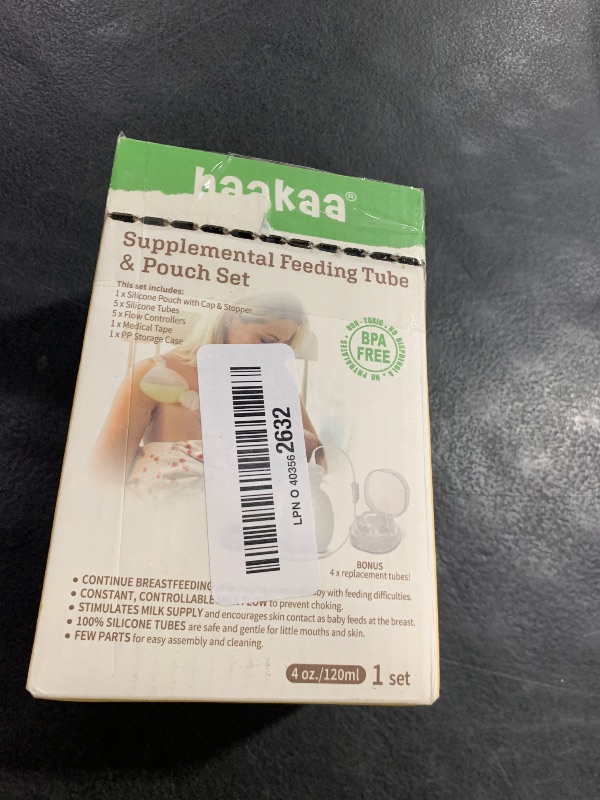 haakaa®
Supplemental Feeding Tube
& Pouch Set
This set includes:
1 x Silicone Pouch with Cap & Stopper
5 x Silicone Tubes
5 x Flow Controllers
1 x Medical Tape
1 x PP Storage Case
NON-TOXIC • NO BISPHENOLS • NO PHTHALATES •
BPA
FREE
LPN O 403562632
BONUS
4 x replacement tubes!
• CONTINUE BREASTFEEDING with feeding difficulties.
• CONSTANT, CONTROLLABLE to prevent choking.
• STIMULATES MILK SUPPLY and encourages skin contact as baby feeds at the breast.
• 100% SILICONE TUBES are safe and gentle for little mouths and skin.
• FEW PARTS for easy assembly and cleaning.
4 oz./120ml 1 set